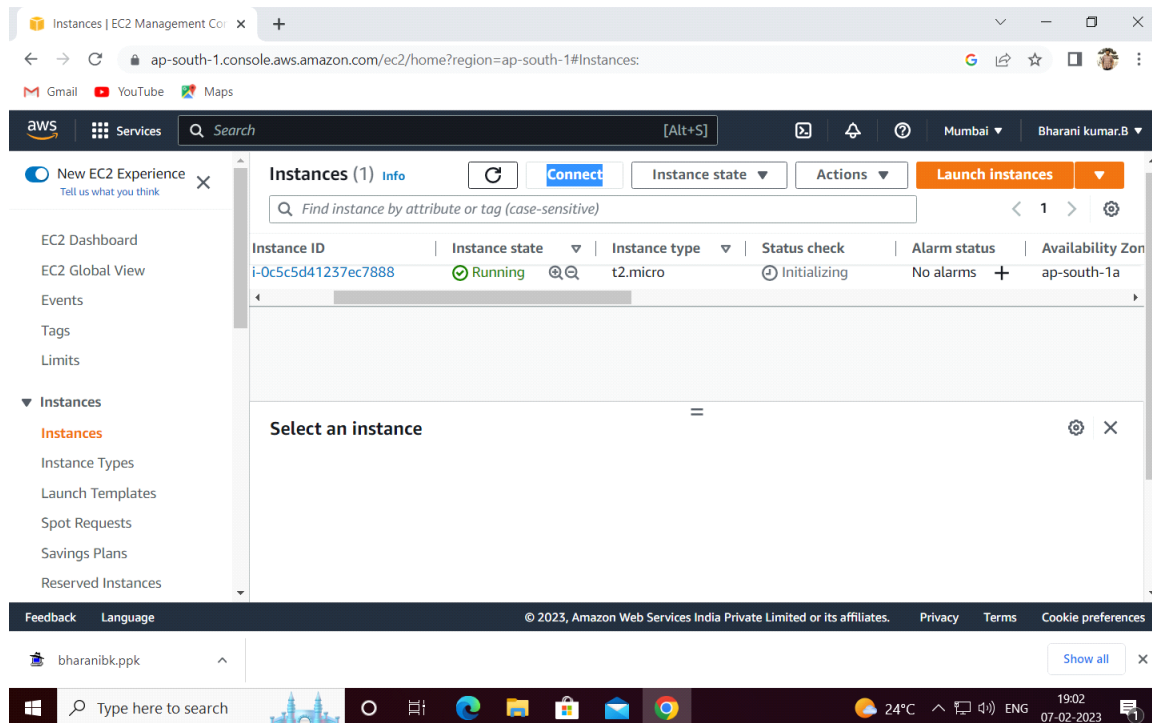 Instances | EC2 Management Cor
ap-south-1.console.aws.amazon.com/ec2/home?region=ap-south-1#Instances:
Gmail YouTube Maps
aws Services Search [Alt+S] Mumbai Bharani kumar.B
New EC2 Experience
Tell us what you think
EC2 Dashboard
EC2 Global View
Events
Tags
Limits
Instances
Instances
Instance Types
Launch Templates
Spot Requests
Savings Plans
Reserved Instances
Instances (1) Info Connect Instance state Actions Launch instances
Find instance by attribute or tag (case-sensitive) 1
Instance ID Instance state Instance type Status check Alarm status Availability Zon
i-0c5c5d41237ec7888 Running t2.micro Initializing No alarms + ap-south-1a
Select an instance
Feedback Language © 2023, Amazon Web Services India Private Limited or its affiliates. Privacy Terms Cookie preferences
bharanibk.ppk Show all
Type here to search 24°C ENG 19:02
07-02-2023 1